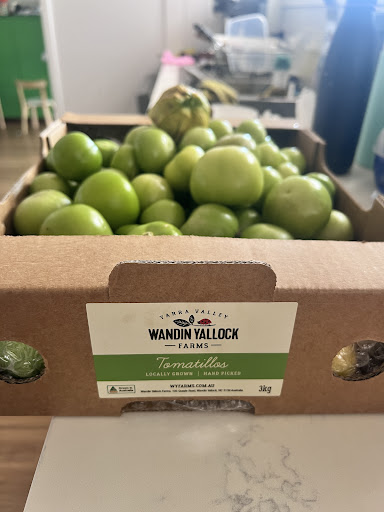 YARRA VALLEY
WANDIN YALLOCK
FARMS
Tomatillos
LOCALLY GROWN | HAND PICKED
WYFARMS.COM.AU
3kg